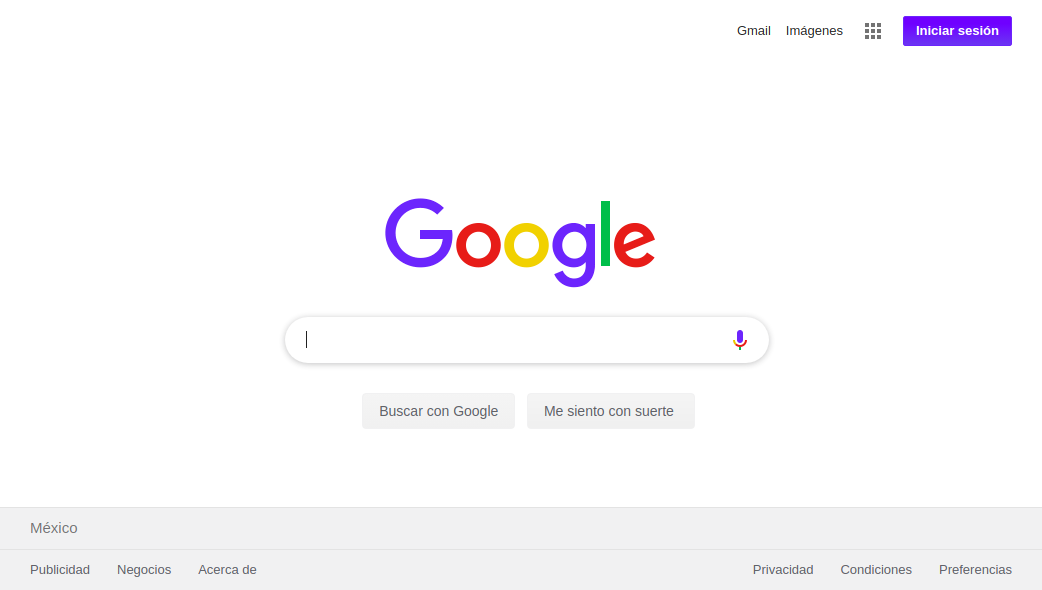 Gmail Imágenes Iniciar sesión
Google
Buscar con Google Me siento con suerte
México
Publicidad Negocios Acerca de Privacidad Condiciones Preferencias